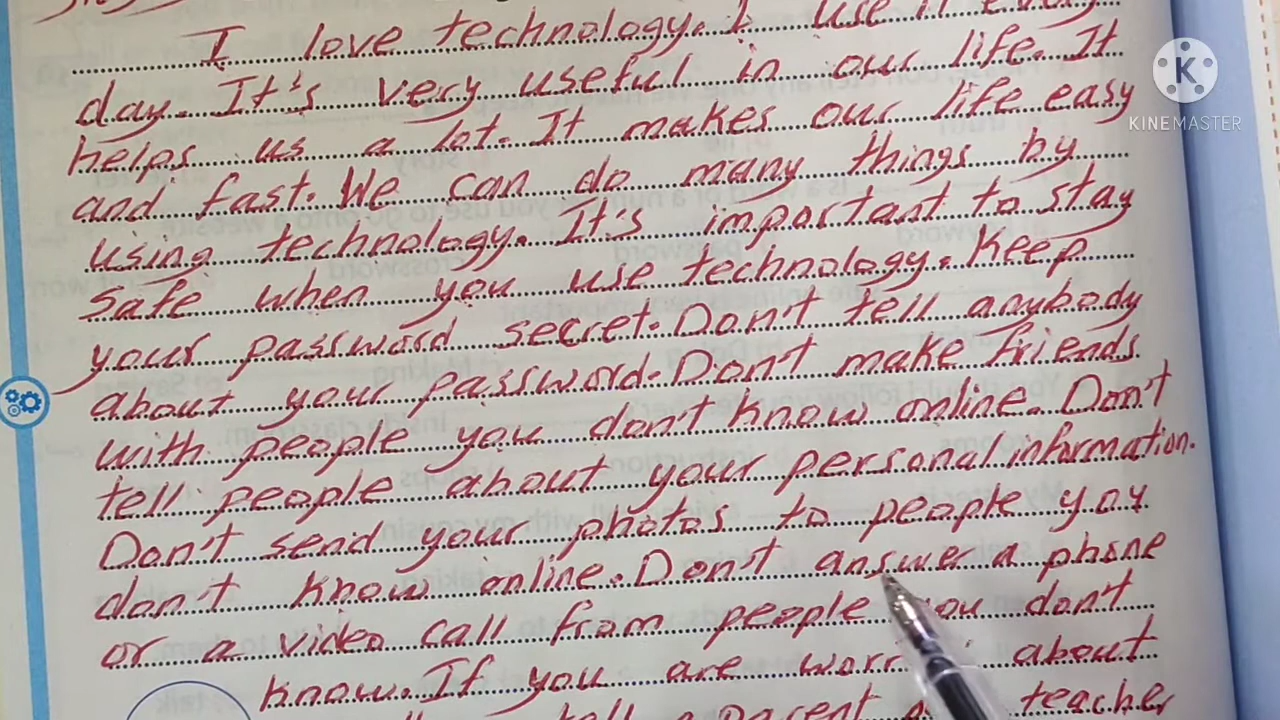 I love technology. I use it every
day. It's very useful in our life. It
helps us a lot. It makes our life easy
and fast. We can do many things by
using technology. It's important to stay
safe when you use technology. Keep
your password secret. Don't tell anybody
about your password. Don't make friends
with people you don't know online. Don't
tell people about your personal information.
Don't send your photos to people you
don't know online. Don't answer a phone
or a video call from people you don't
know. If you are about
tell a parent teacher
K
KINEMASTER